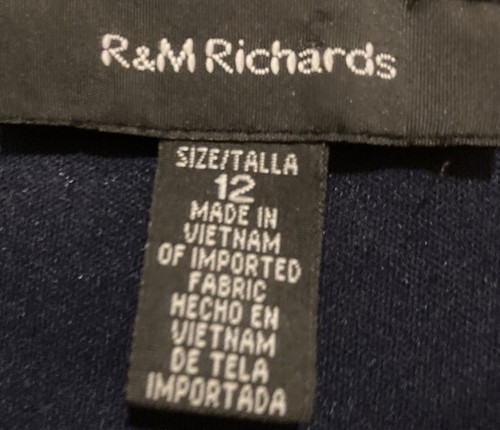 R&M Richards
SIZE/TALLA
12
MADE IN
VIETNAM
OF IMPORTED
FABRIC
HECHO EN
VIETNAM
DE TELA
IMPORTADA